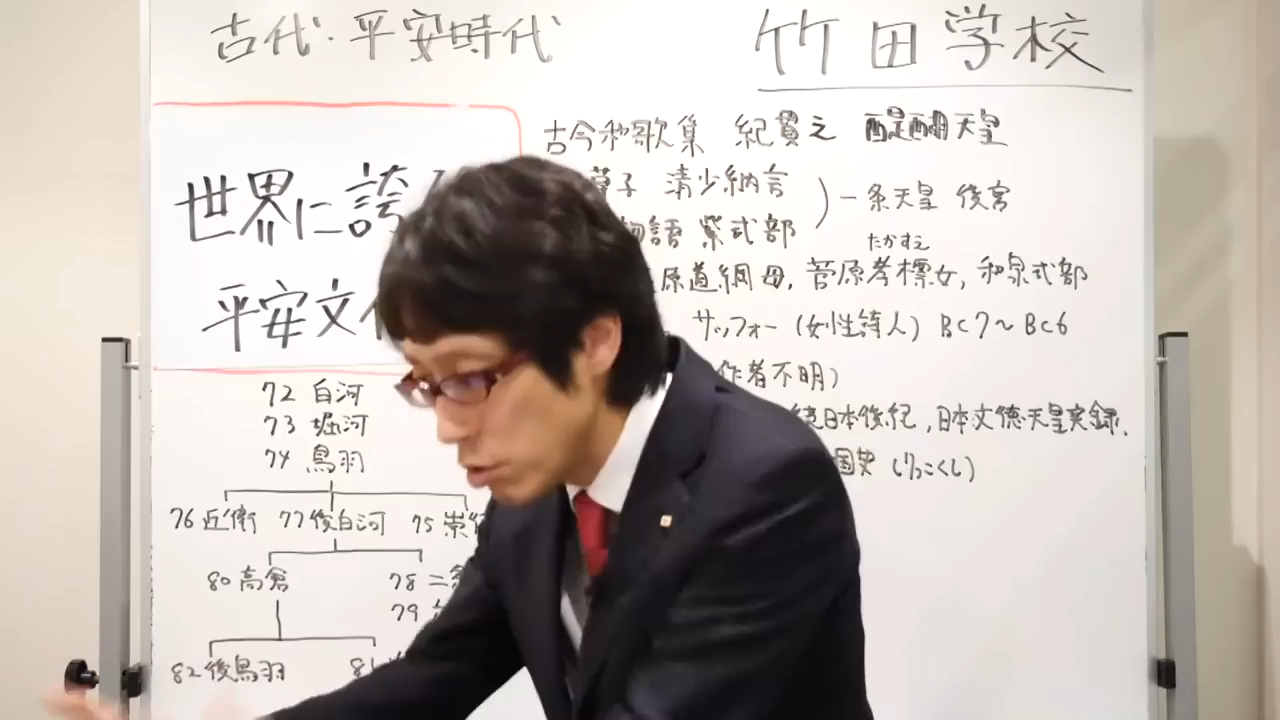 古代・平安時代
竹田学校
世界に誇
平安文
古今和歌集 紀貫之 醍醐天皇
草子 清少納言
物語 紫式部
一条天皇 後宮
たかすえ
原道綱母, 菅原孝標女, 和泉式部
サッフォー (女性詩人) BC7〜BC6
作者不明)
続日本後紀, 日本文徳天皇実録,
国史 (りっこくし)
72 白河
73 堀河
74 鳥羽
76 近衛 77 後白河 75 崇
80 高倉 78 二条
79
82 後鳥羽 81